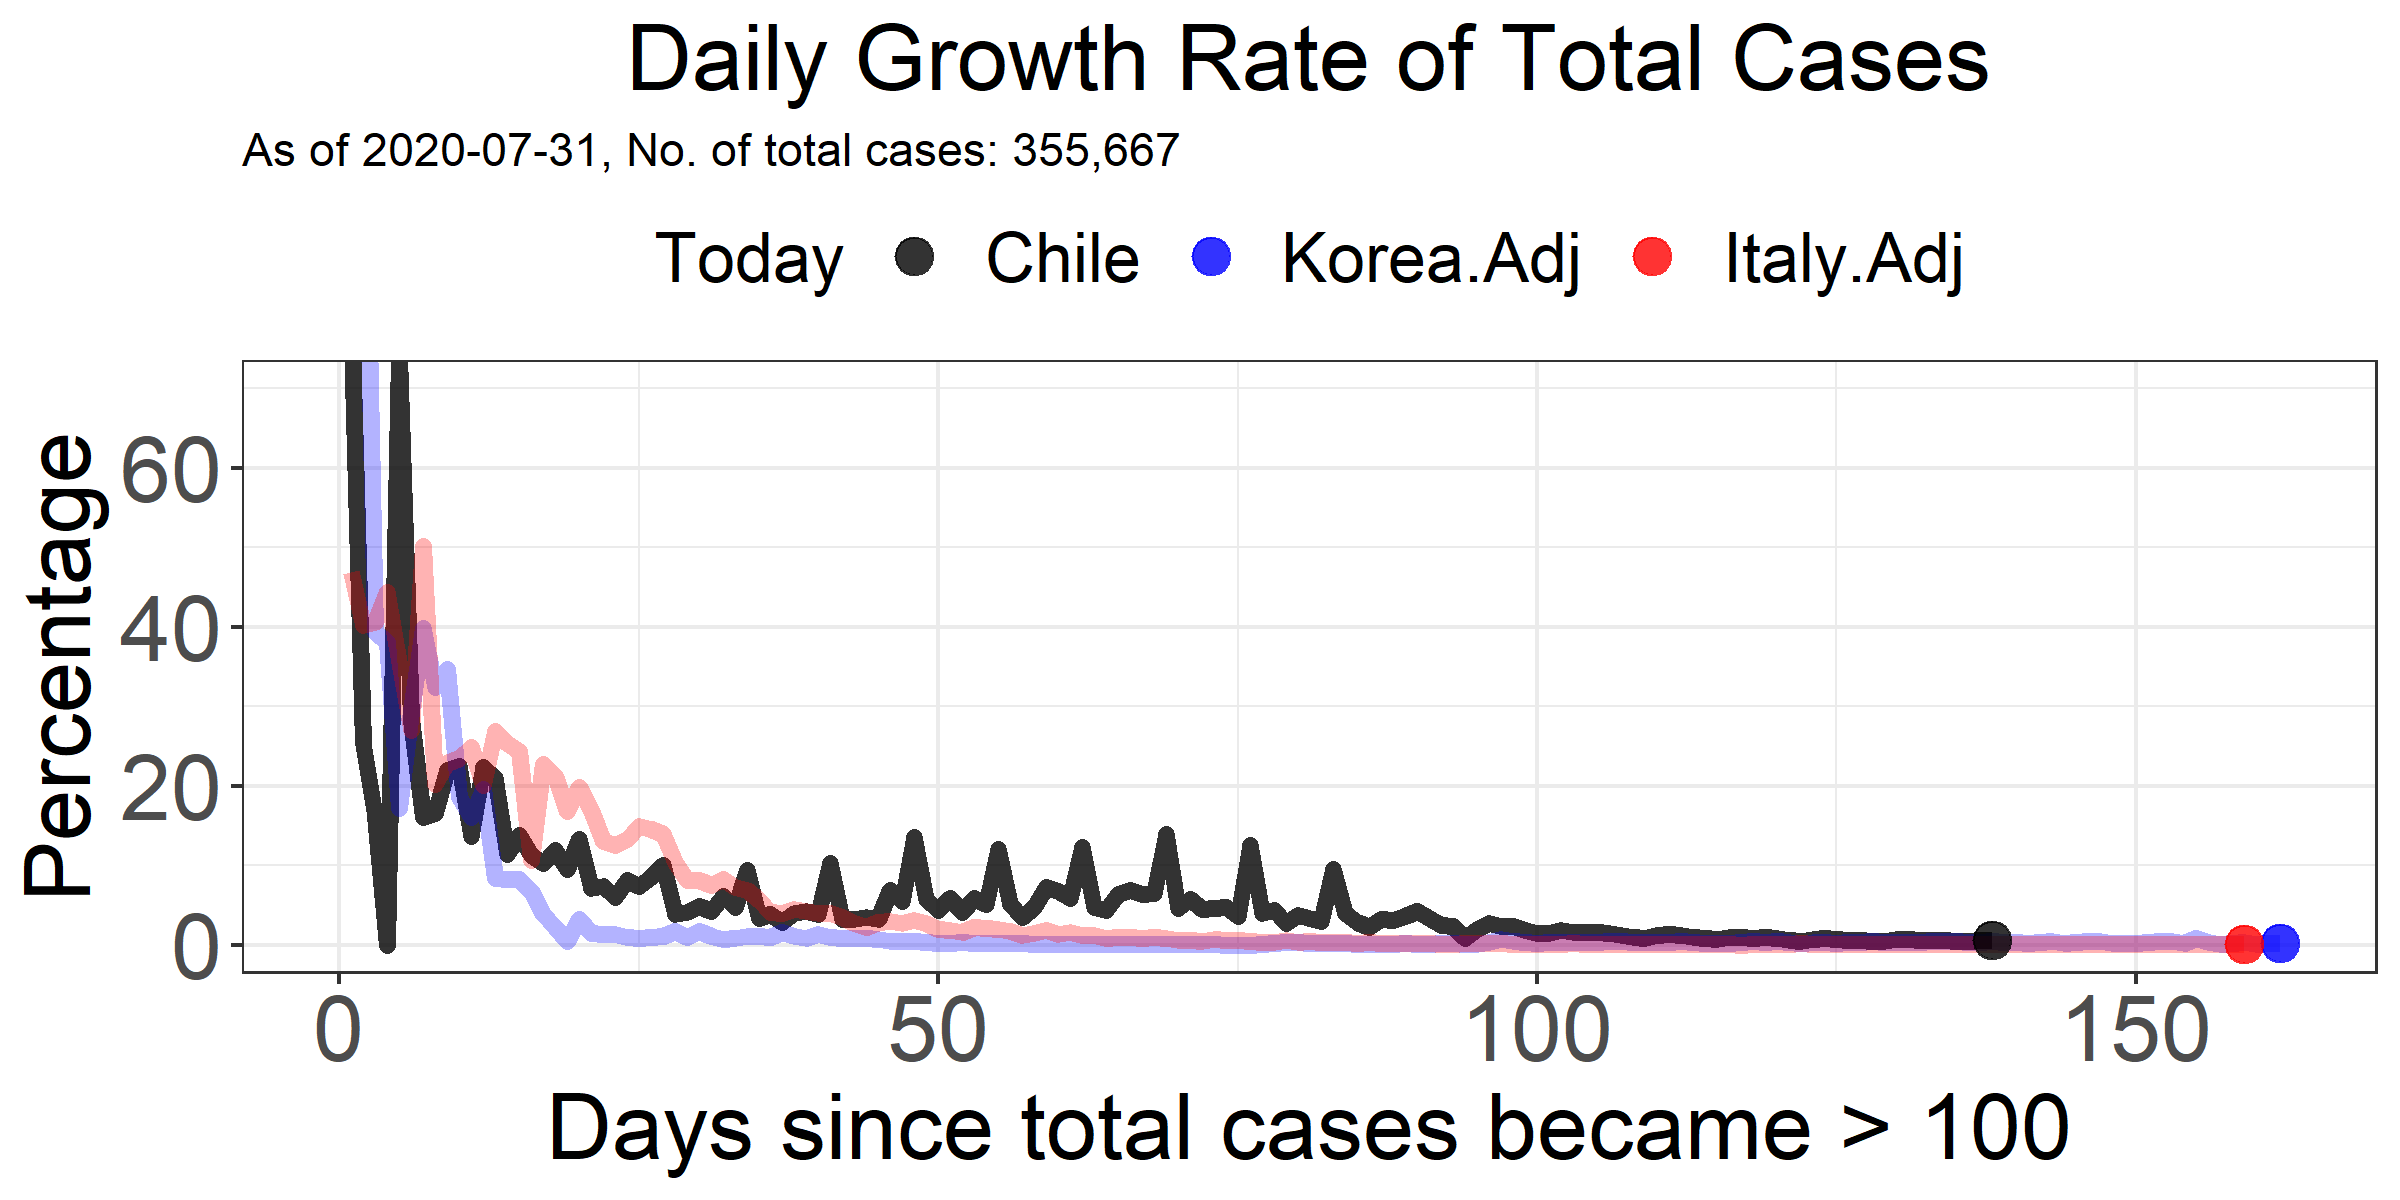 Daily Growth Rate of Total Cases
As of 2020-07-31, No. of total cases: 355,667
Today Chile Korea.Adj Italy.Adj
Percentage
60
40
20
0
0 50 100 150
Days since total cases became > 100